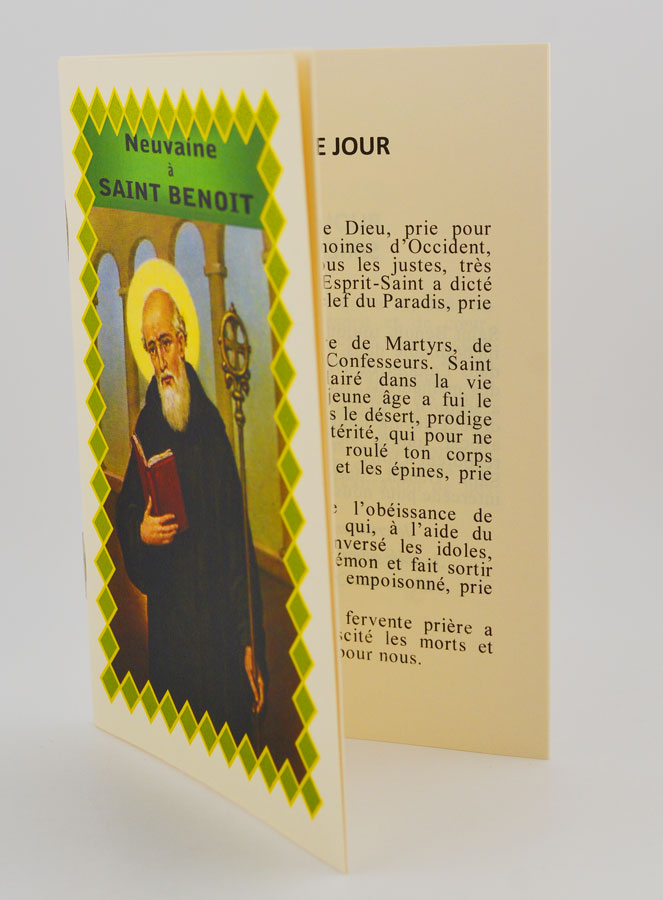 Neuvaine
à
SAINT BENOIT
E JOUR
e Dieu, prie pour
moines d’Occident,
ous les justes, très
Esprit-Saint a dicté
lef du Paradis, prie
e de Martyrs, de
Confesseurs. Saint
airé dans la vie
jeune âge a fui le
s le désert, prodige
térité, qui pour ne
roulé ton corps
et les épines, prie
e l’obéissance de
qui, à l’aide du
nversé les idoles,
émon et fait sortir
empoisonné, prie
fervente prière a
scité les morts et
pour nous.